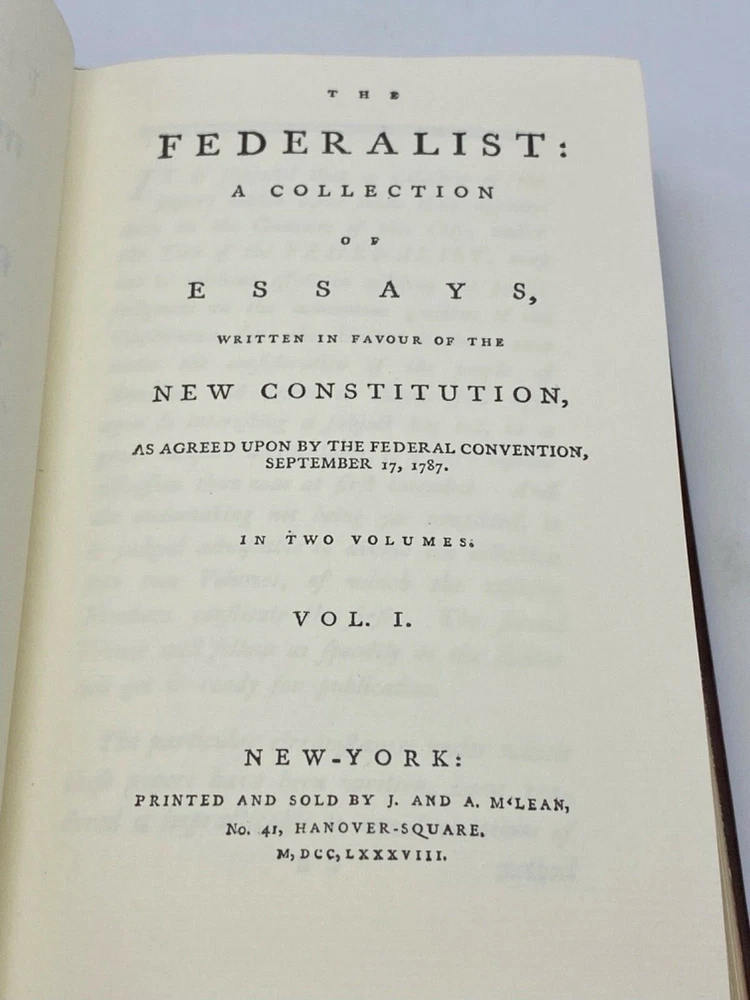 THE
FEDERALIST:
A COLLECTION
OF
ESSAYS,
WRITTEN IN FAVOUR OF THE
NEW CONSTITUTION,
AS AGREED UPON BY THE FEDERAL CONVENTION,
SEPTEMBER 17, 1787.
IN TWO VOLUMES.
VOL. I.
NEW-YORK:
PRINTED AND SOLD BY J. AND A. M‘LEAN,
No. 41, HANOVER-SQUARE.
M,DCC,LXXXVIII.